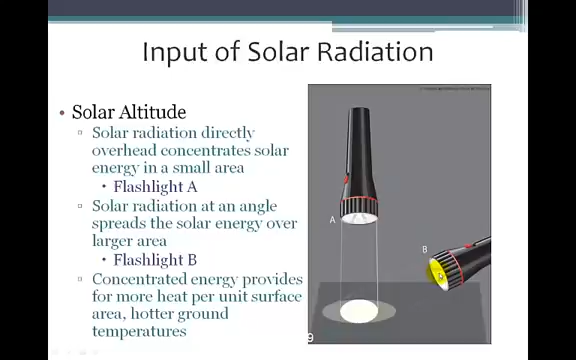 Input of Solar Radiation
• Solar Altitude
▫ Solar radiation directly
overhead concentrates solar
energy in a small area
• Flashlight A
▫ Solar radiation at an angle
spreads the solar energy over
larger area
• Flashlight B
▫ Concentrated energy provides
for more heat per unit surface
area, hotter ground
temperatures
A
B
9